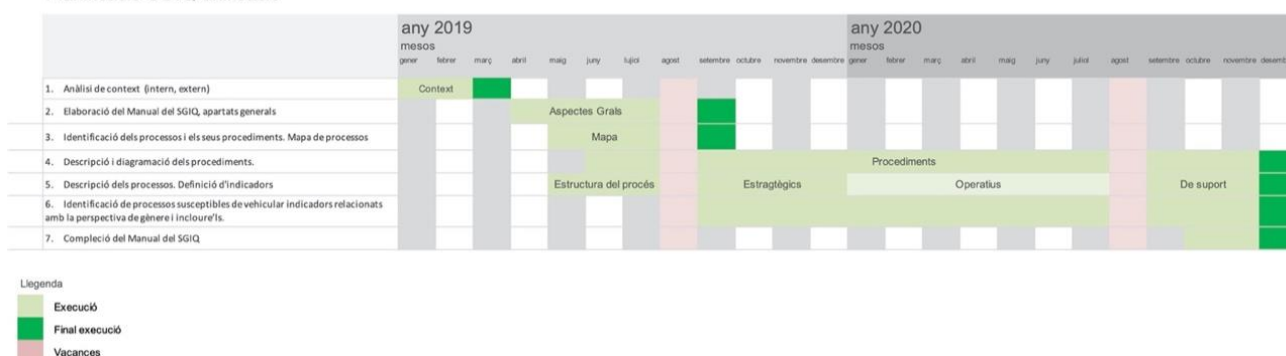 any 2019 any 2020
mesos mesos
gener febrer març abril maig juny juliol agost setembre octubre novembre desembre gener febrer març abril maig juny juliol agost setembre octubre novembre
1. Anàlisi de context (intern, extern) Context
2. Elaboració del Manual del SGIQ, apartats generals Aspectes Grals
3. Identificació dels processos i els seus procediments. Mapa de processos Mapa
4. Descripció i diagramació dels procediments. Procediments
5. Descripció dels processos. Definició d'indicadors Estructura del procés Estragtègics Operatius De suport
6. Identificació de processos susceptibles de vehicular indicadors relacionats
amb la perspectiva de gènere i incloure'ls.
7. Compleció del Manual del SGIQ
Llegenda
Execució
Final execució
Vacances